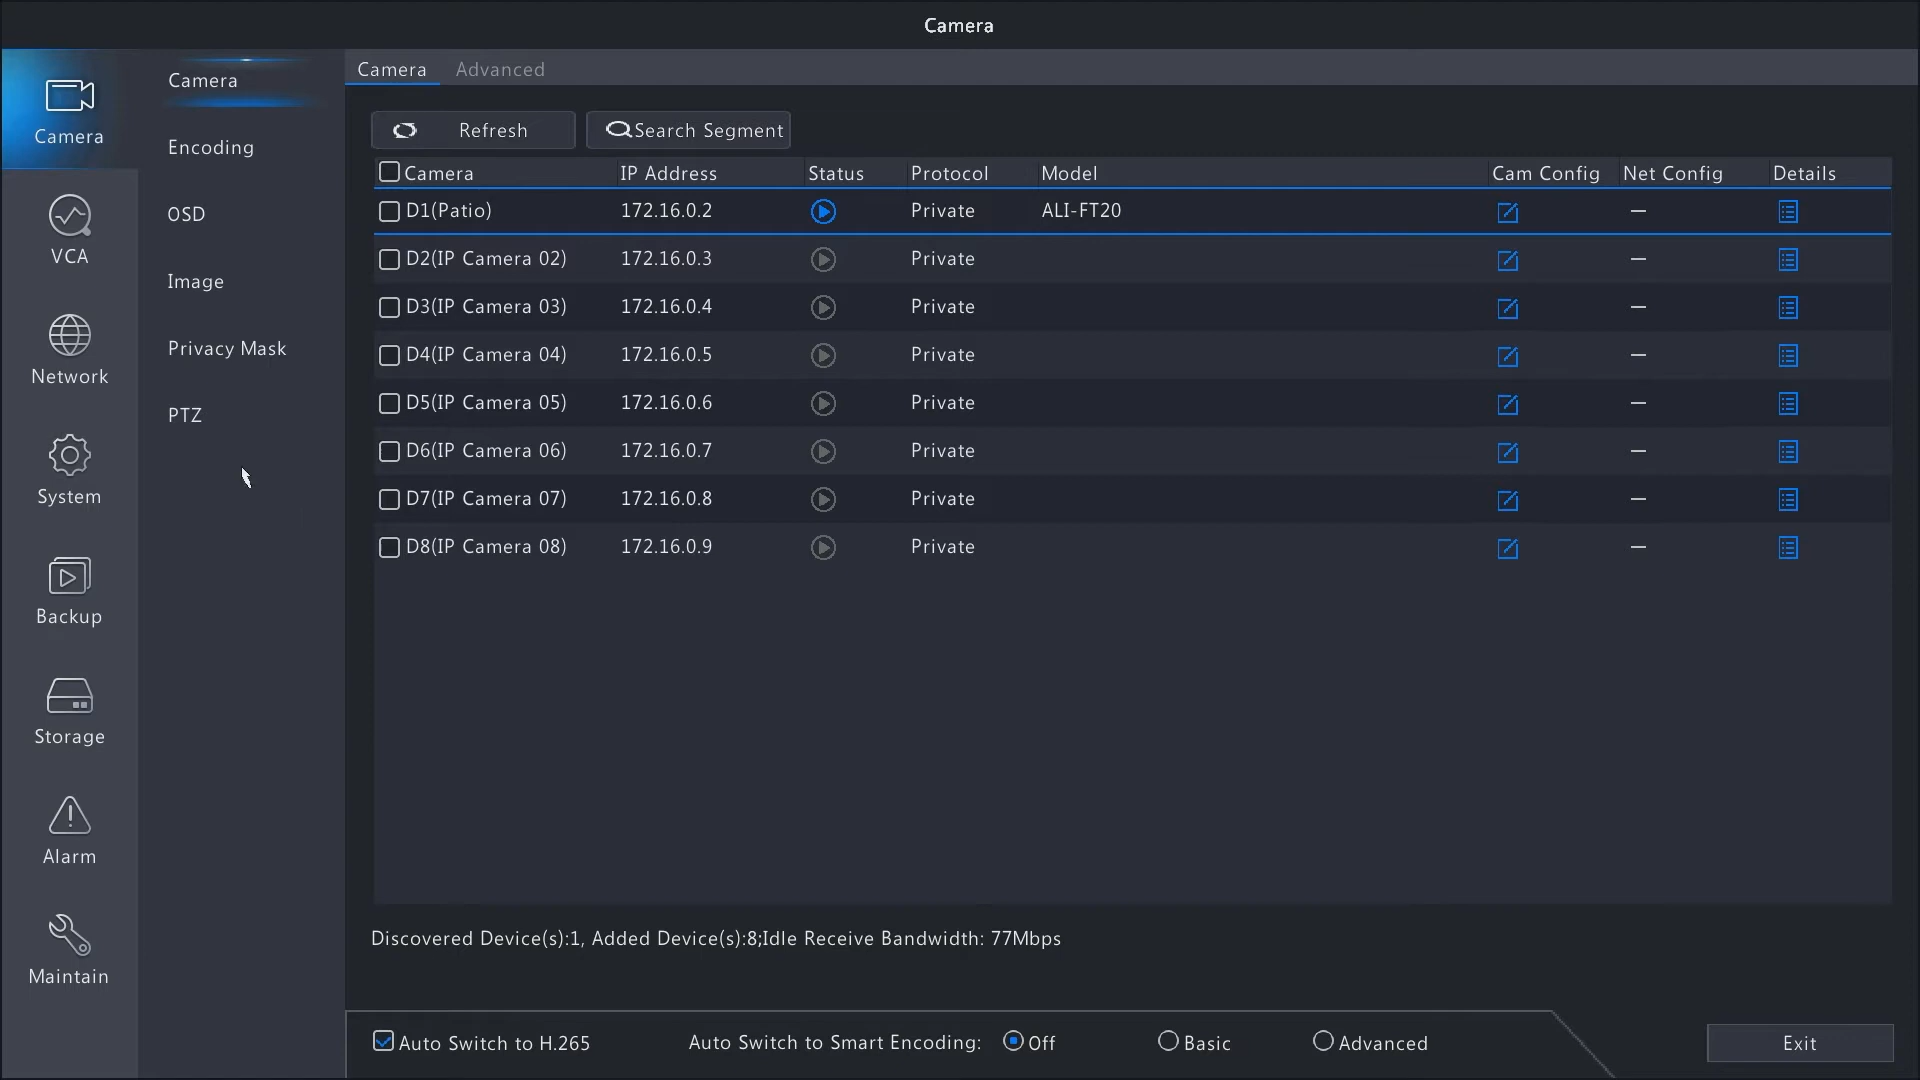 Camera
Camera
VCA
Network
System
Backup
Storage
Alarm
Maintain
Camera
Encoding
OSD
Image
Privacy Mask
PTZ
Camera Advanced
Refresh Search Segment
Camera IP Address Status Protocol Model Cam Config Net Config Details
D1(Patio) 172.16.0.2 Private ALI-FT20 —
D2(IP Camera 02) 172.16.0.3 Private —
D3(IP Camera 03) 172.16.0.4 Private —
D4(IP Camera 04) 172.16.0.5 Private —
D5(IP Camera 05) 172.16.0.6 Private —
D6(IP Camera 06) 172.16.0.7 Private —
D7(IP Camera 07) 172.16.0.8 Private —
D8(IP Camera 08) 172.16.0.9 Private —
Discovered Device(s):1, Added Device(s):8;Idle Receive Bandwidth: 77Mbps
Auto Switch to H.265 Auto Switch to Smart Encoding: Off Basic Advanced Exit